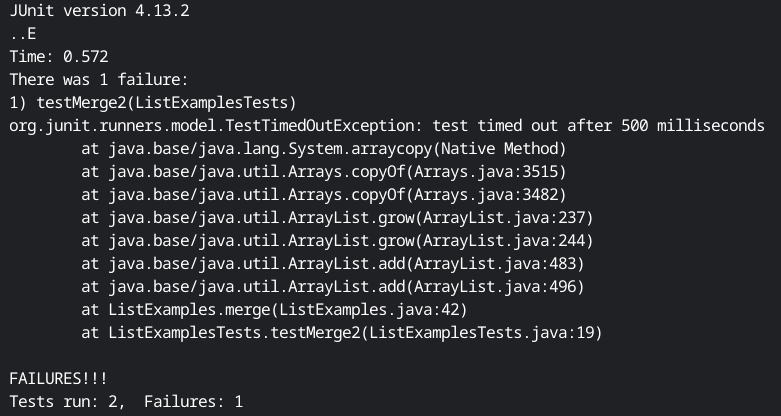 JUnit version 4.13.2
..E
Time: 0.572
There was 1 failure:
1) testMerge2(ListExamplesTests)
org.junit.runners.model.TestTimedOutException: test timed out after 500 milliseconds
        at java.base/java.lang.System.arraycopy(Native Method)
        at java.base/java.util.Arrays.copyOf(Arrays.java:3515)
        at java.base/java.util.Arrays.copyOf(Arrays.java:3482)
        at java.base/java.util.ArrayList.grow(ArrayList.java:237)
        at java.base/java.util.ArrayList.grow(ArrayList.java:244)
        at java.base/java.util.ArrayList.add(ArrayList.java:483)
        at java.base/java.util.ArrayList.add(ArrayList.java:496)
        at ListExamples.merge(ListExamples.java:42)
        at ListExamplesTests.testMerge2(ListExamplesTests.java:19)

FAILURES!!!
Tests run: 2,  Failures: 1